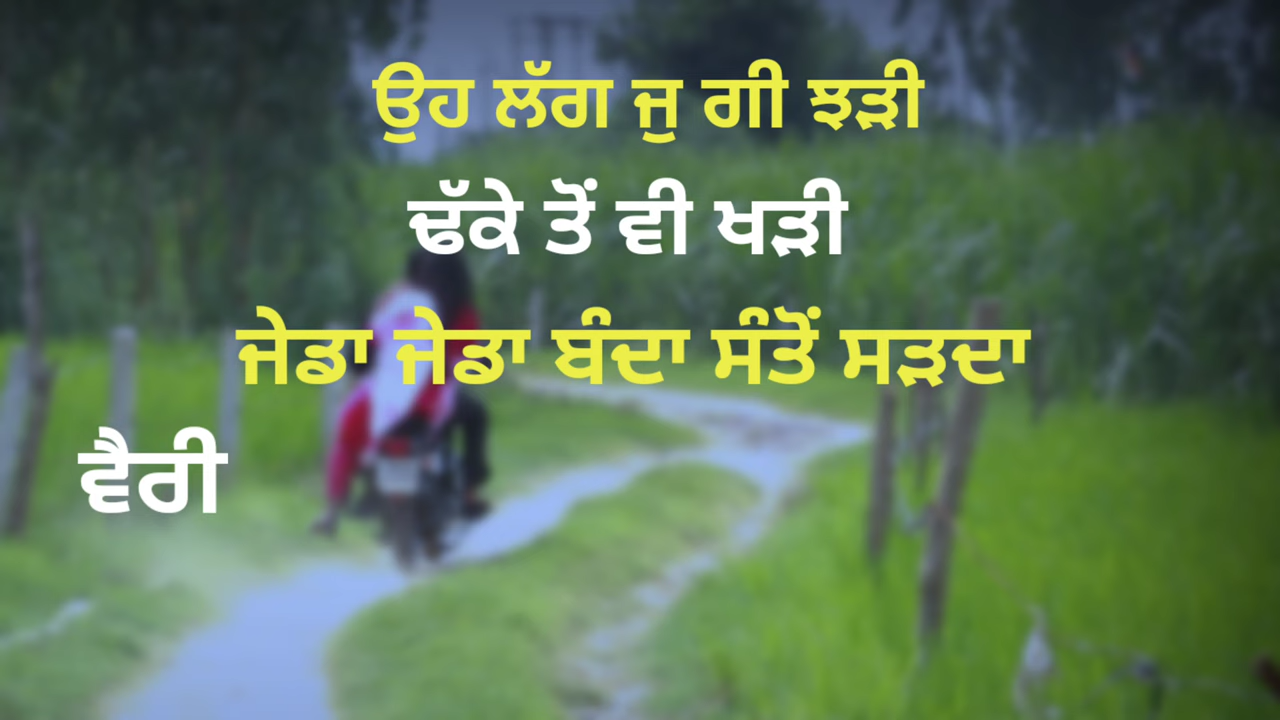 ਉਹ ਲੱਗ ਜੁ ਗੀ ਝੜੀ
ਢੱਕੇ ਤੋਂ ਵੀ ਖੜੀ
ਜੇਡਾ ਜੇਡਾ ਬੰਦਾ ਸੰਤੋਂ ਸੜਦਾ
ਵੈਰੀ